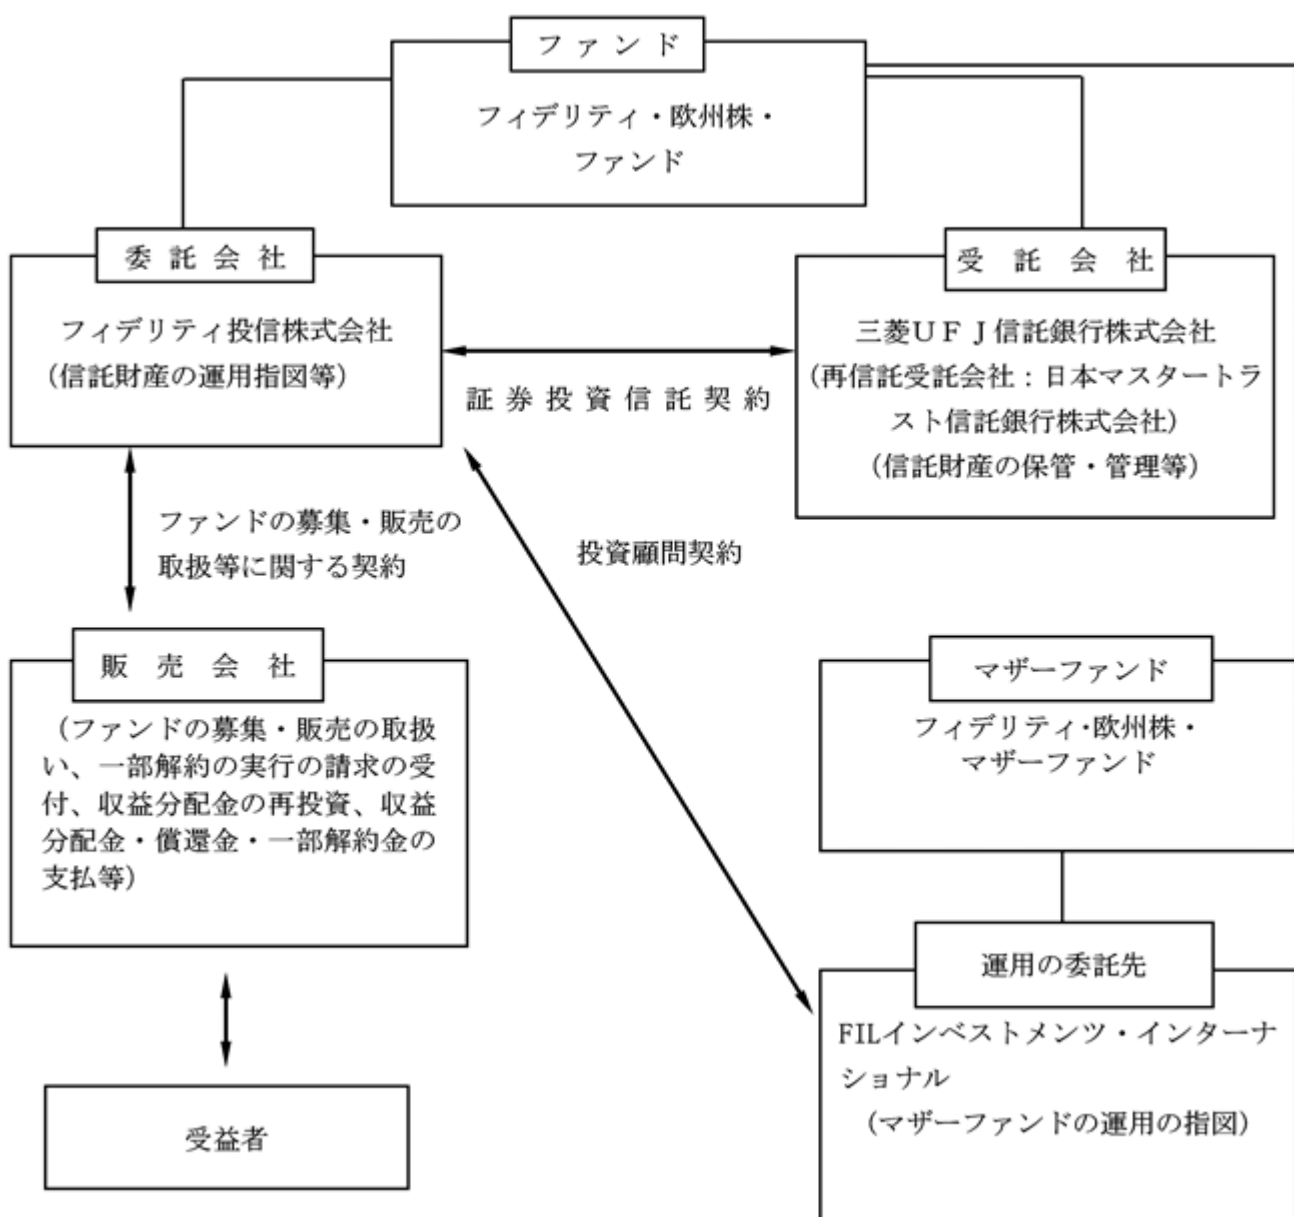 ファンド
フィデリティ・欧州株・
ファンド
委託会社
フィデリティ投信株式会社
（信託財産の運用指図等）
証券投資信託契約
受託会社
三菱ＵＦＪ信託銀行株式会社
（再信託受託会社：日本マスタートラ
スト信託銀行株式会社）
（信託財産の保管・管理等）
ファンドの募集・販売の
取扱等に関する契約
投資顧問契約
販売会社
（ファンドの募集・販売の取扱
い、一部解約の実行の請求の受
付、収益分配金の再投資、収益
分配金・償還金・一部解約金の
支払等）
マザーファンド
フィデリティ・欧州株・
マザーファンド
運用の委託先
FILインベストメンツ・インターナ
ショナル
（マザーファンドの運用の指図）
受益者